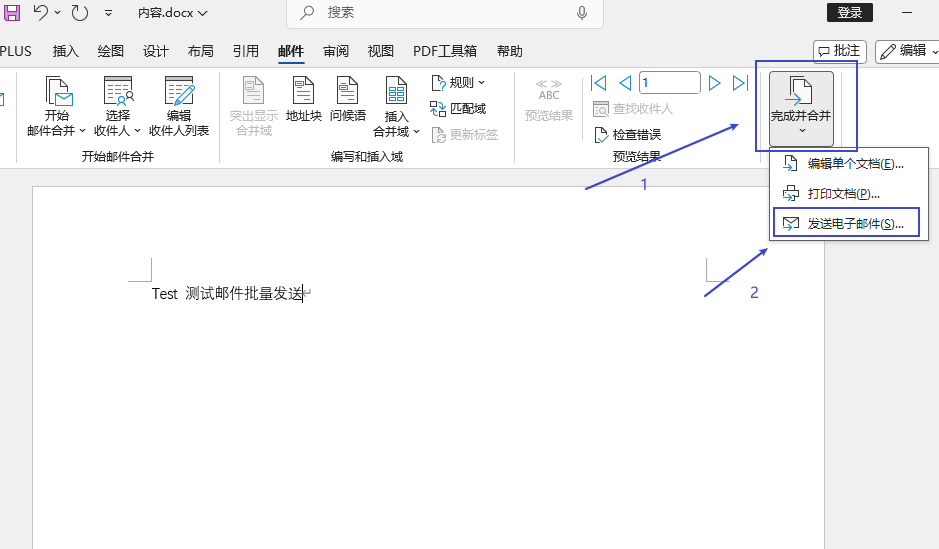 内容.docx
搜索
登录
PLUS 插入 绘图 设计 布局 引用 邮件 审阅 视图 PDF工具箱 帮助
批注 编辑
开始
邮件合并
选择
收件人
编辑
收件人列表
开始邮件合并
突出显示
合并域
地址块
问候语
插入
合并域
规则
匹配域
更新标签
编写和插入域
ABC
预览结果
1
查找收件人
检查错误
预览结果
完成并合并
编辑单个文档(E)...
打印文档(P)...
发送电子邮件(S)...
1
2
Test 测试邮件批量发送